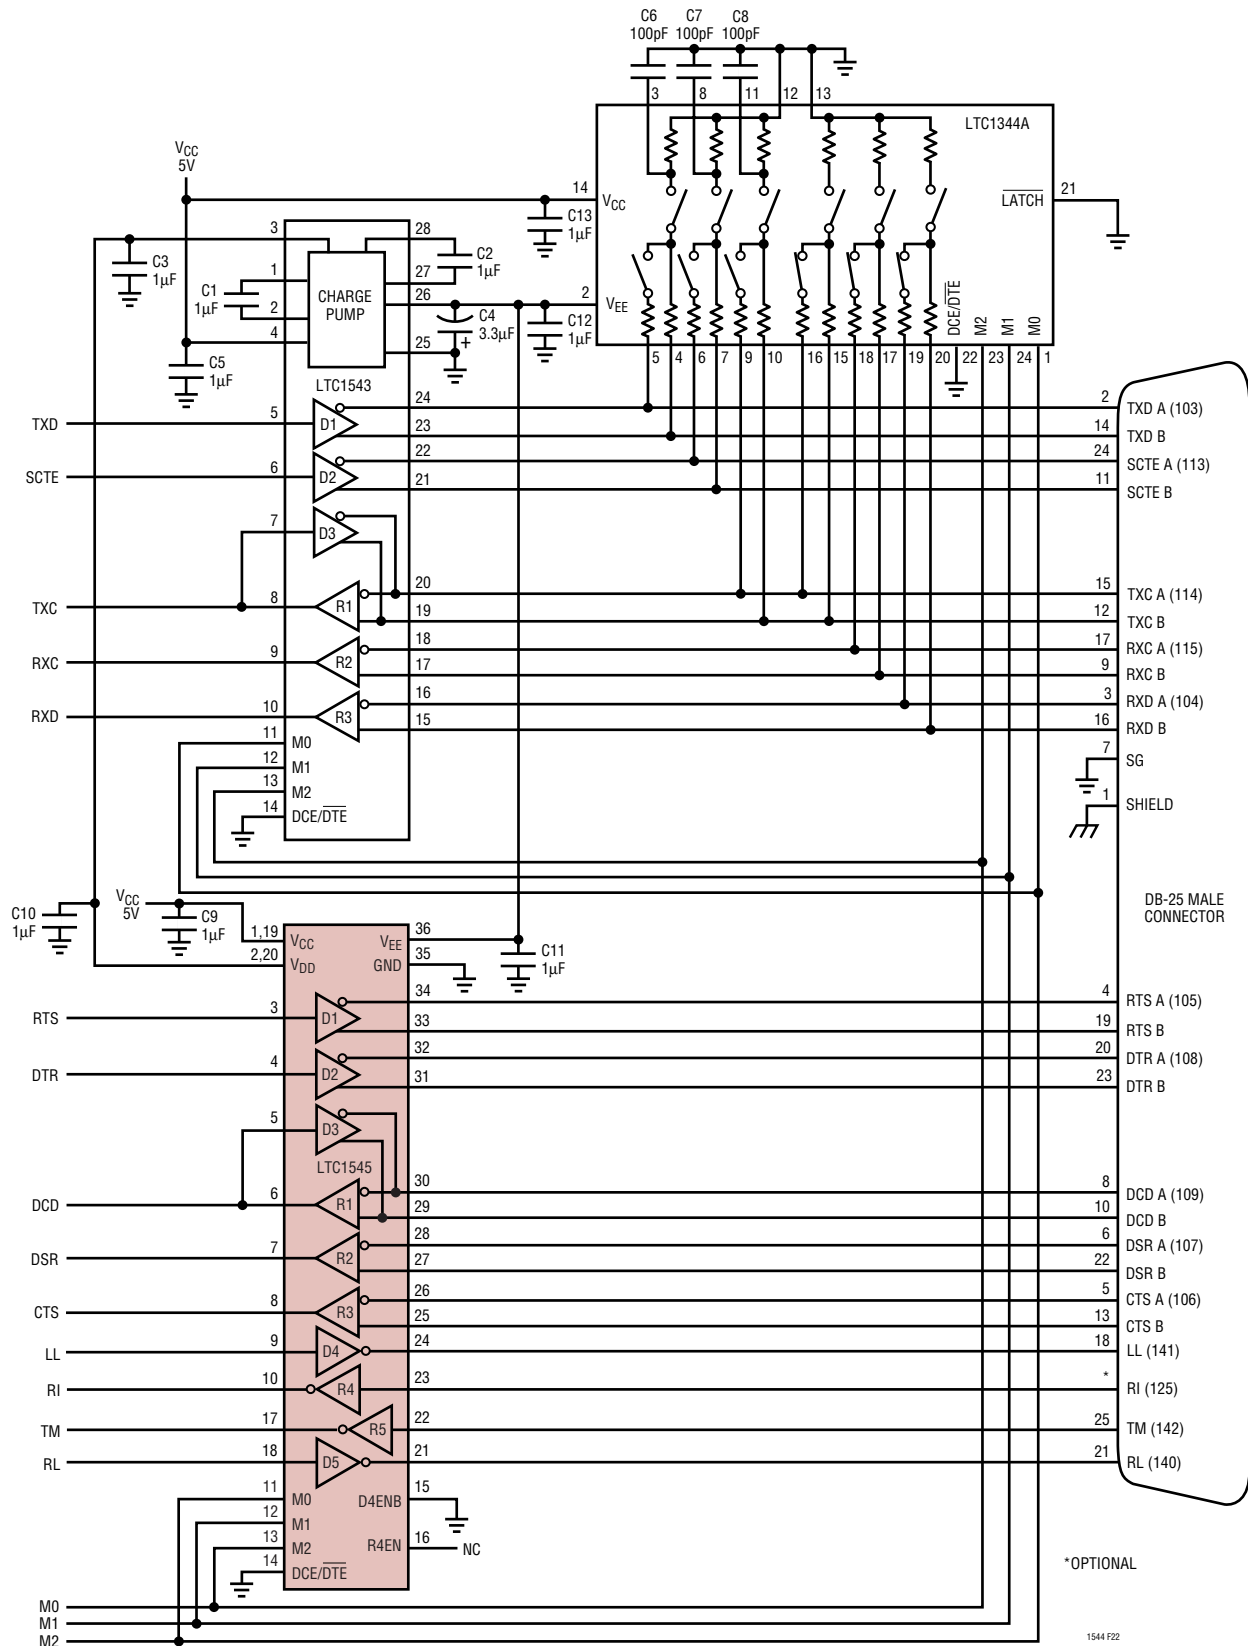 C6 C7 C8
100pF 100pF 100pF
3 8 11 12 13
LTC1344A
VCC
5V
14
VCC
LATCH
21
C13
1µF
3
28
C3
1µF
C2
1µF
1
27
CHARGE
PUMP
26
2
VEE
C1
1µF
2
C4
3.3µF
+
C12
1µF
DCE/DTE
M2
M1
M0
4
25
C5
1µF
LTC1543
5 4 6 7 9 10 16 15 18 17 19 20 22 23 24 1
TXD
5
D1
24
2
TXD A (103)
23
14
TXD B
SCTE
6
D2
22
24
SCTE A (113)
21
11
SCTE B
7
D3
TXC
8
R1
20
15
TXC A (114)
19
12
TXC B
RXC
9
R2
18
17
RXC A (115)
17
9
RXC B
RXD
10
R3
16
3
RXD A (104)
15
16
RXD B
11
M0
7
SG
12
M1
13
M2
1
SHIELD
14
DCE/DTE
C10
1µF
VCC
5V
C9
1µF
DB-25 MALE
CONNECTOR
1,19
VCC
VEE
36
2,20
VDD
GND
35
C11
1µF
RTS
3
D1
34
4
RTS A (105)
33
19
RTS B
DTR
4
D2
32
20
DTR A (108)
31
23
DTR B
5
D3
LTC1545
DCD
6
R1
30
8
DCD A (109)
29
10
DCD B
DSR
7
R2
28
6
DSR A (107)
27
22
DSR B
CTS
8
R3
26
5
CTS A (106)
25
13
CTS B
LL
9
D4
24
18
LL (141)
RI
10
R4
23
*
RI (125)
TM
17
R5
22
25
TM (142)
RL
18
D5
21
21
RL (140)
11
M0
D4ENB
15
12
M1
13
M2
R4EN
16
NC
14
DCE/DTE
*OPTIONAL
M0
M1
M2
1544 F22